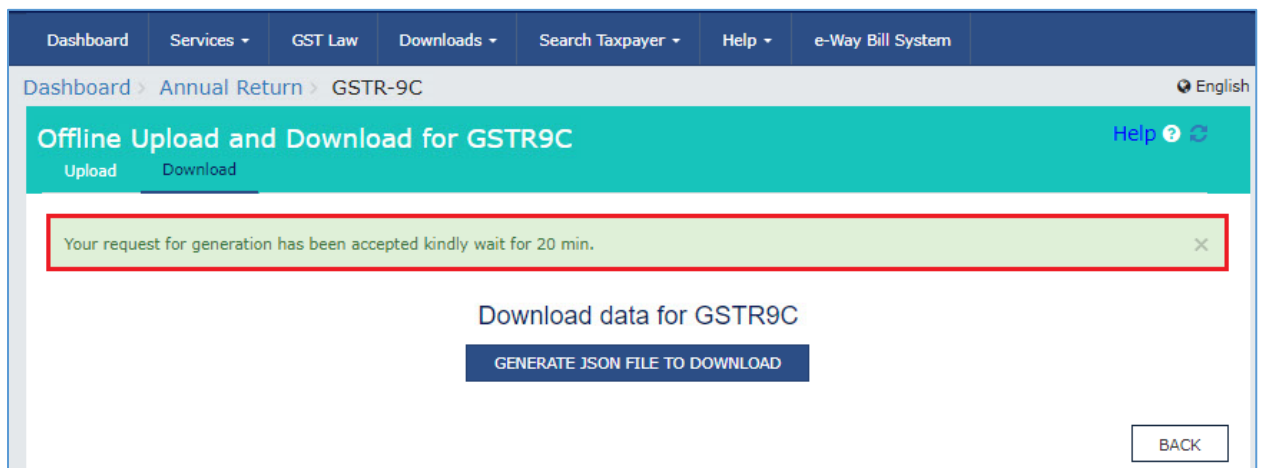 Dashboard Services GST Law Downloads Search Taxpayer Help e-Way Bill System
Dashboard > Annual Return > GSTR-9C English
Offline Upload and Download for GSTR9C Help ?
Upload Download
Your request for generation has been accepted kindly wait for 20 min. ×
Download data for GSTR9C
GENERATE JSON FILE TO DOWNLOAD
BACK